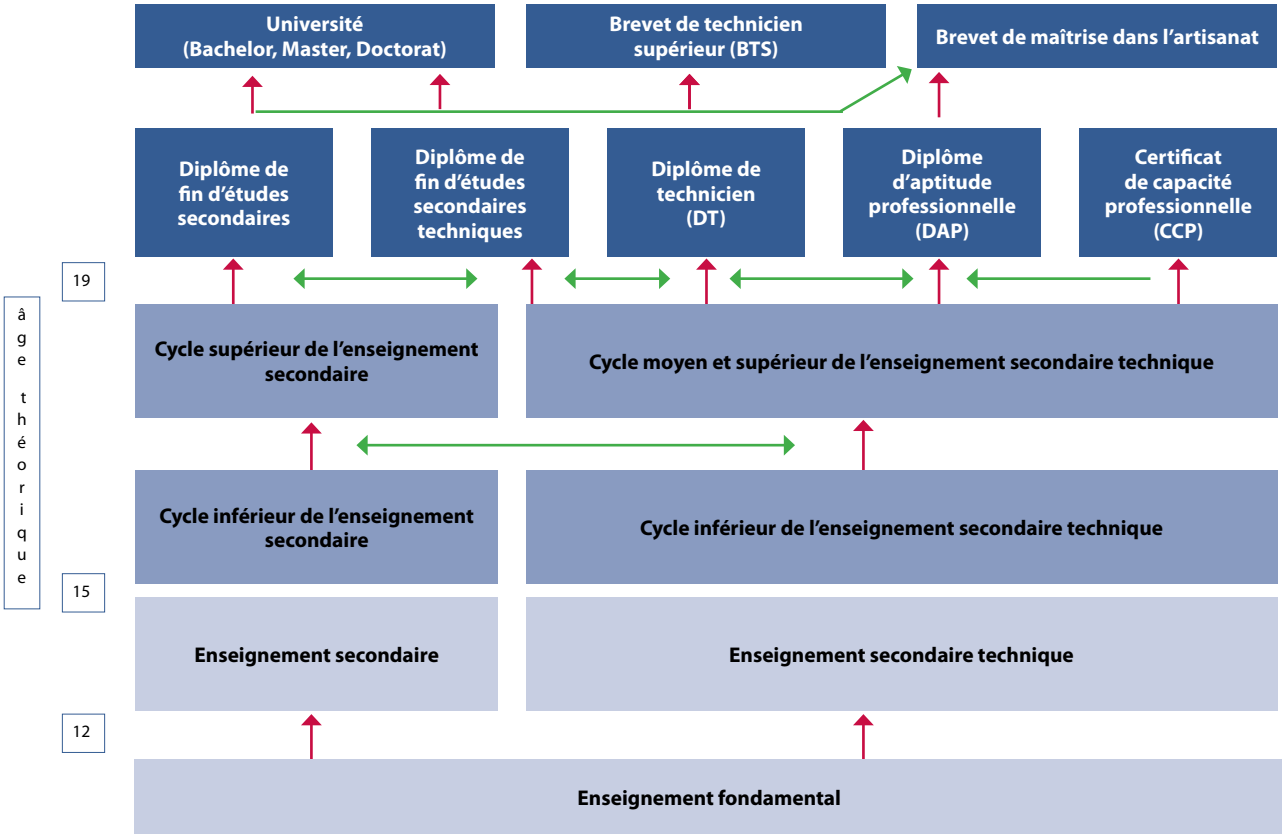 Université
(Bachelor, Master, Doctorat)
Brevet de technicien
supérieur (BTS)
Brevet de maîtrise dans l’artisanat
Diplôme de
fin d’études
secondaires
Diplôme de
fin d’études
secondaires
techniques
Diplôme de
technicien
(DT)
Diplôme
d’aptitude
professionnelle
(DAP)
Certificat
de capacité
professionnelle
(CCP)
19
âge théorique
Cycle supérieur de l’enseignement
secondaire
Cycle moyen et supérieur de l’enseignement secondaire technique
Cycle inférieur de l’enseignement
secondaire
Cycle inférieur de l’enseignement secondaire technique
15
Enseignement secondaire
Enseignement secondaire technique
12
Enseignement fondamental